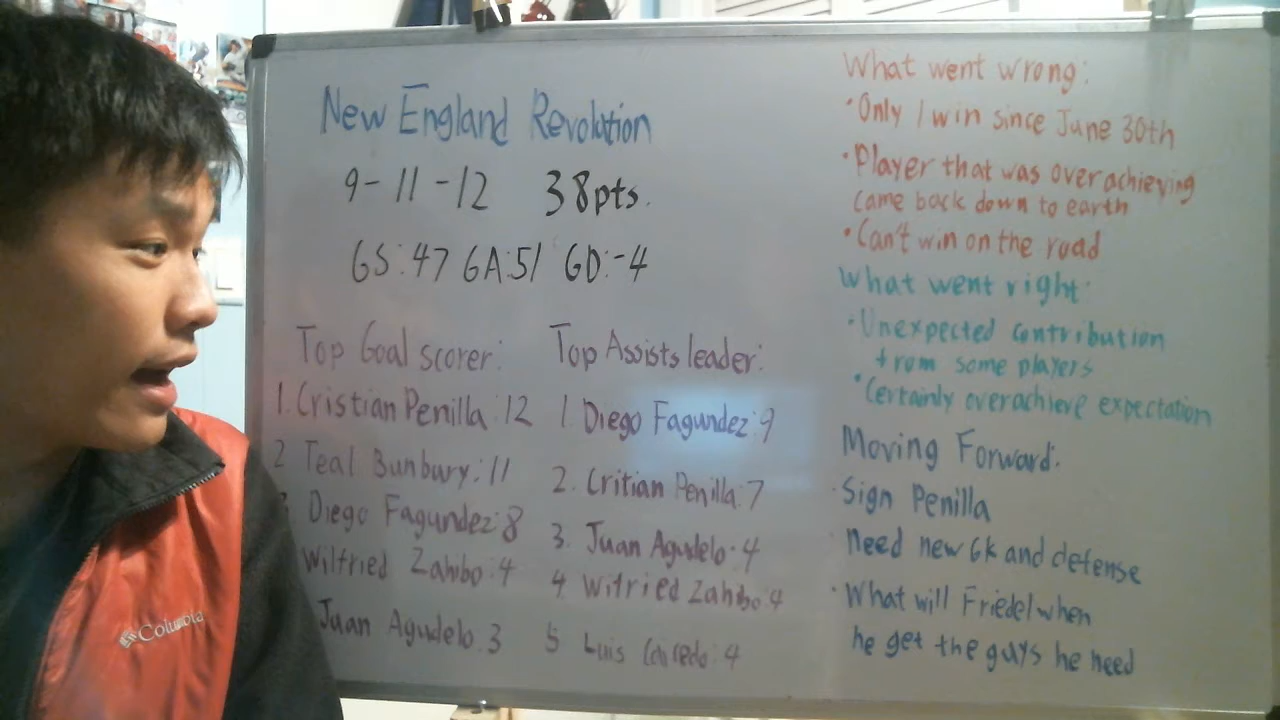 New England Revolution
9-11-12 38pts.
GS:47 GA:51 GD:-4
Top Goal scorer:
1. Cristian Penilla:12
2 Teal Bunbury:11
3 Diego Fagundez:8
Wilfried Zahibo:4
Juan Agudelo:3
Top Assists leader:
1. Diego Fagundez:9
2. Critian Penilla:7
3. Juan Agudelo:4
4 Wilfried Zahibo:4
5 Luis Caicedo:4
What went wrong:
•Only 1 win since June 30th
•Player that was overachieving
came back down to earth
•Can't win on the road
What went right:
•Unexpected contribution
from some players
•Certainly overachieve expectation
Moving Forward:
•Sign Penilla
Need new GK and defense
•What will Friedel when
he get the guys he need
Columbia